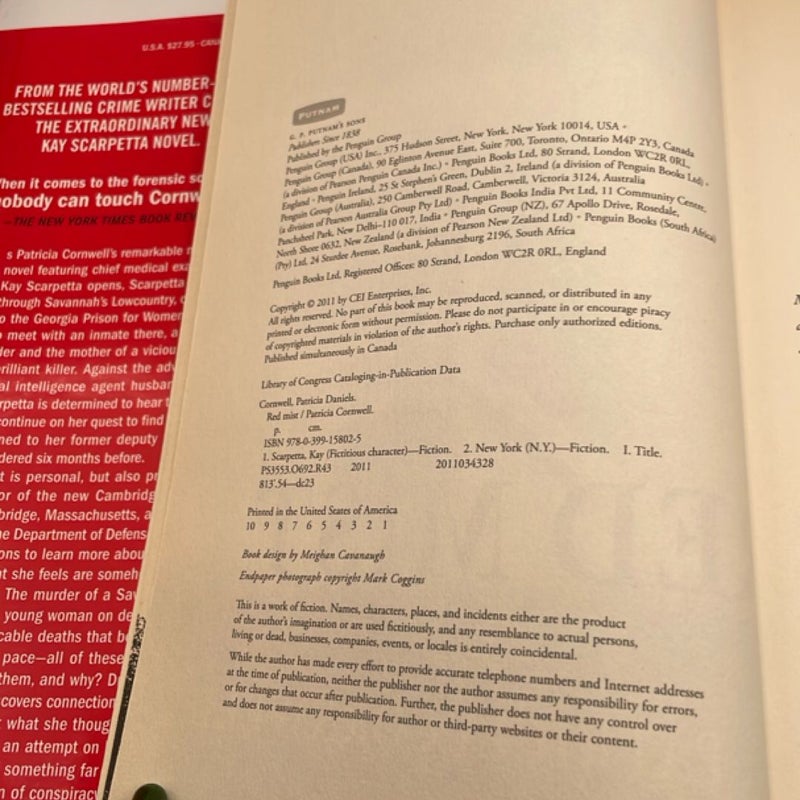 U.S.A. $27.95
FROM THE WORLD'S NUMBER-
BESTSELLING CRIME WRITER C
THE EXTRAORDINARY NEW
KAY SCARPETTA NOVEL.
hen it comes to the forensic sc
obody can touch Cornw
—THE NEW YORK TIMES BOOK REV
s Patricia Cornwell's remarkable n
novel featuring chief medical exa
Kay Scarpetta opens, Scarpetta
through Savannah's Lowcountry,
o the Georgia Prison for Women
meet with an inmate there, a
er and the mother of a viciou
rilliant killer. Against the adv
al intelligence agent husbar
rpetta is determined to hear t
continue on her quest to find
ned to her former deputy
dered six months before.
t is personal, but also pr
or of the new Cambridg
bridge, Massachusetts, a
e Department of Defens
ons to learn more abou
t she feels are someh
The murder of a Sav
young woman on de
cable deaths that b
pace—all of these
them, and why? D
covers connection
what she thoug
an attempt on
something far
n of conspiracy
PUTNAM
G. P. PUTNAM'S SONS
Publishers Since 1838
Published by the Penguin Group
Penguin Group (USA) Inc., 375 Hudson Street, New York, New York 10014, USA •
Penguin Group (Canada), 90 Eglinton Avenue East, Suite 700, Toronto, Ontario M4P 2Y3, Canada
(a division of Pearson Penguin Canada Inc.) • Penguin Books Ltd, 80 Strand, London WC2R 0RL,
England • Penguin Ireland, 25 St Stephen's Green, Dublin 2, Ireland (a division of Penguin Books Ltd) •
Penguin Group (Australia), 250 Camberwell Road, Camberwell, Victoria 3124, Australia
(a division of Pearson Australia Group Pty Ltd) • Penguin Books India Pvt Ltd, 11 Community Centre,
Panchsheel Park, New Delhi–110 017, India • Penguin Group (NZ), 67 Apollo Drive, Rosedale,
North Shore 0632, New Zealand (a division of Pearson New Zealand Ltd) • Penguin Books (South Africa)
(Pty) Ltd, 24 Sturdee Avenue, Rosebank, Johannesburg 2196, South Africa
Penguin Books Ltd, Registered Offices: 80 Strand, London WC2R 0RL, England
Copyright © 2011 by CEI Enterprises, Inc.
All rights reserved. No part of this book may be reproduced, scanned, or distributed in any
printed or electronic form without permission. Please do not participate in or encourage piracy
of copyrighted materials in violation of the author's rights. Purchase only authorized editions.
Published simultaneously in Canada
Library of Congress Cataloging-in-Publication Data
Cornwell, Patricia Daniels.
Red mist / Patricia Cornwell.
p. cm.
ISBN 978-0-399-15802-5
1. Scarpetta, Kay (Fictitious character)—Fiction. 2. New York (N.Y.)—Fiction. I. Title.
PS3553.O692.R43 2011 2011034328
813'.54—dc23
Printed in the United States of America
10 9 8 7 6 5 4 3 2 1
Book design by Meighan Cavanaugh
Endpaper photograph copyright Mark Coggins
This is a work of fiction. Names, characters, places, and incidents either are the product
of the author's imagination or are used fictitiously, and any resemblance to actual persons,
living or dead, businesses, companies, events, or locales is entirely coincidental.
While the author has made every effort to provide accurate telephone numbers and Internet addresses
at the time of publication, neither the publisher nor the author assumes any responsibility for errors,
or for changes that occur after publication. Further, the publisher does not have any control over
and does not assume any responsibility for author or third-party websites or their content.